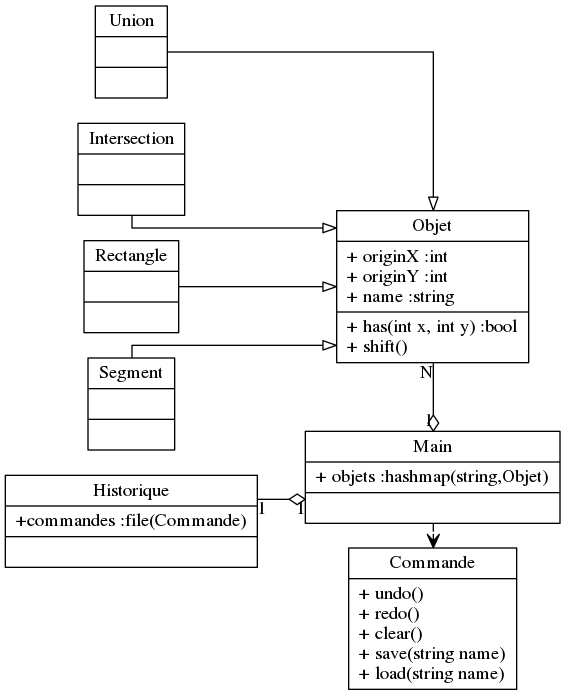 Union
Intersection
Objet
+ originX :int
+ originY :int
+ name :string
+ has(int x, int y) :bool
+ shift()
Rectangle
Segment
N
1
Main
+ objets :hashmap(string,Objet)
Historique
+commandes :file(Commande)
1
1
Commande
+ undo()
+ redo()
+ clear()
+ save(string name)
+ load(string name)